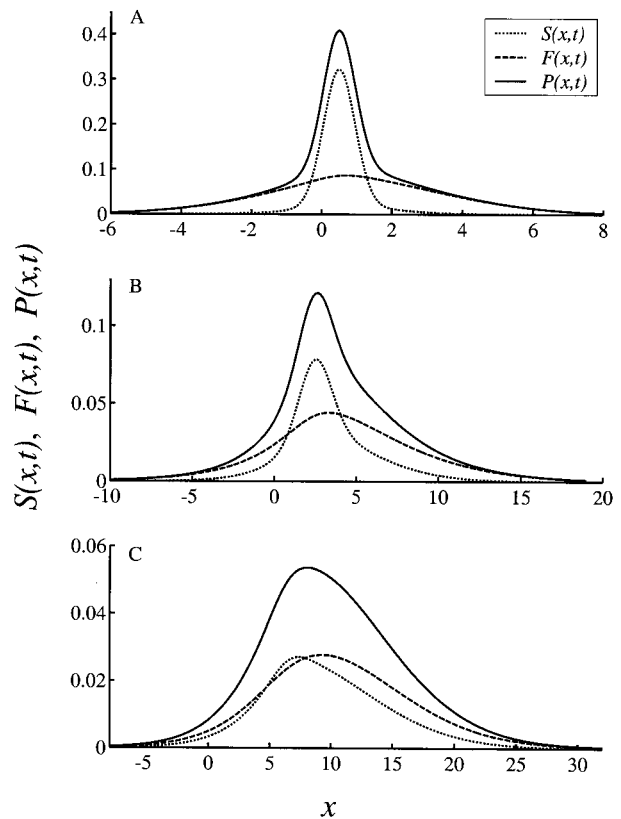 A
S(x,t)
F(x,t)
P(x,t)
0.4
0.3
0.2
0.1
0
-6 -4 -2 0 2 4 6 8
B
0.1
0.05
0
-10 -5 0 5 10 15 20
S(x,t), F(x,t), P(x,t)
C
0.06
0.04
0.02
0
-5 0 5 10 15 20 25 30
x